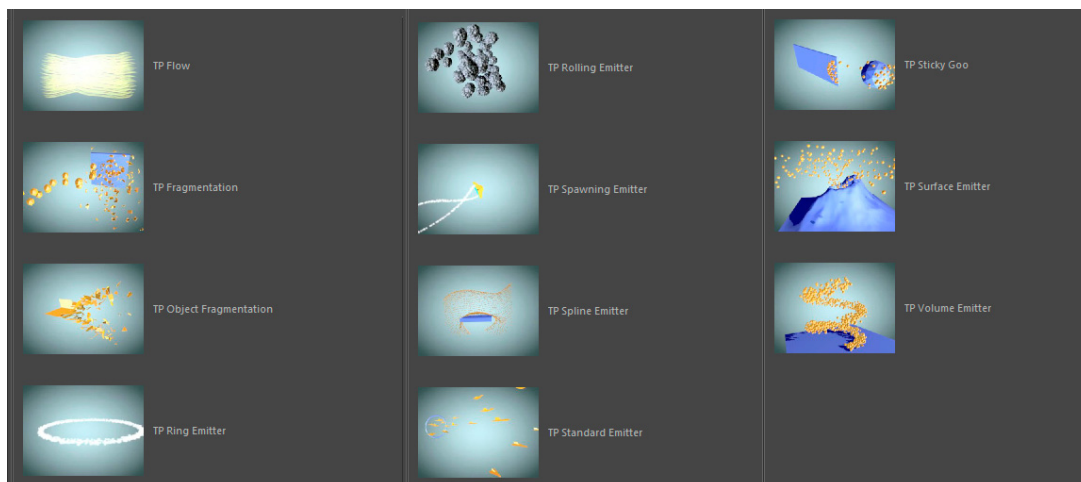 TP Flow
TP Fragmentation
TP Object Fragmentation
TP Ring Emitter
TP Rolling Emitter
TP Spawning Emitter
TP Spline Emitter
TP Standard Emitter
TP Sticky Goo
TP Surface Emitter
TP Volume Emitter